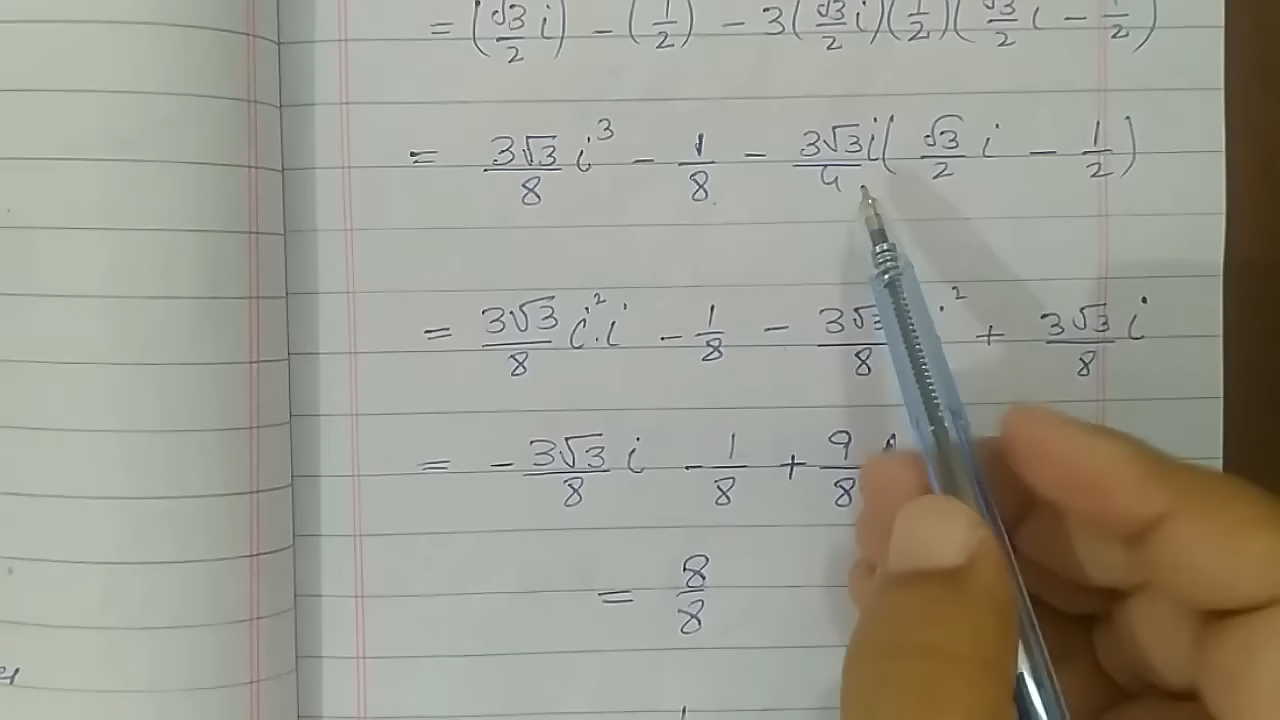 = (√3/2 i) - (1/2) - 3(√3/2 i)(1/2)(√3/2 i - 1/2)
= 3√3/8 i³ - 1/8 - 3√3/4 i(√3/2 i - 1/2)
= 3√3/8 i².i - 1/8 - 3√3/8 i² + 3√3/8 i
= - 3√3/8 i - 1/8 + 9/8
= 8/8